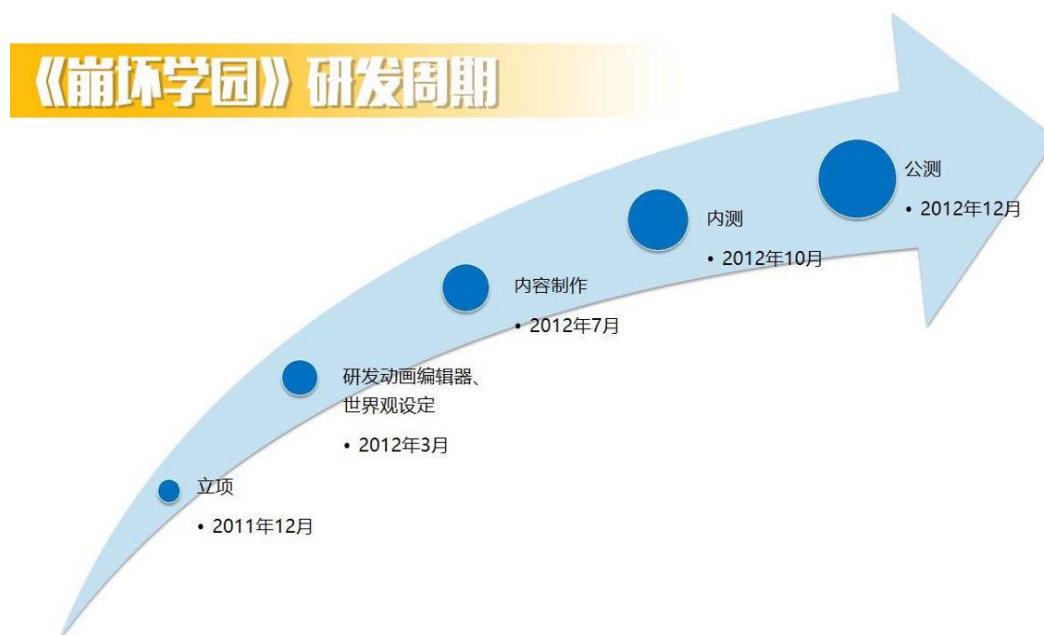 《崩坏学园》研发周期
公测
• 2012年12月
内测
• 2012年10月
内容制作
• 2012年7月
研发动画编辑器、
世界观设定
• 2012年3月
立项
• 2011年12月